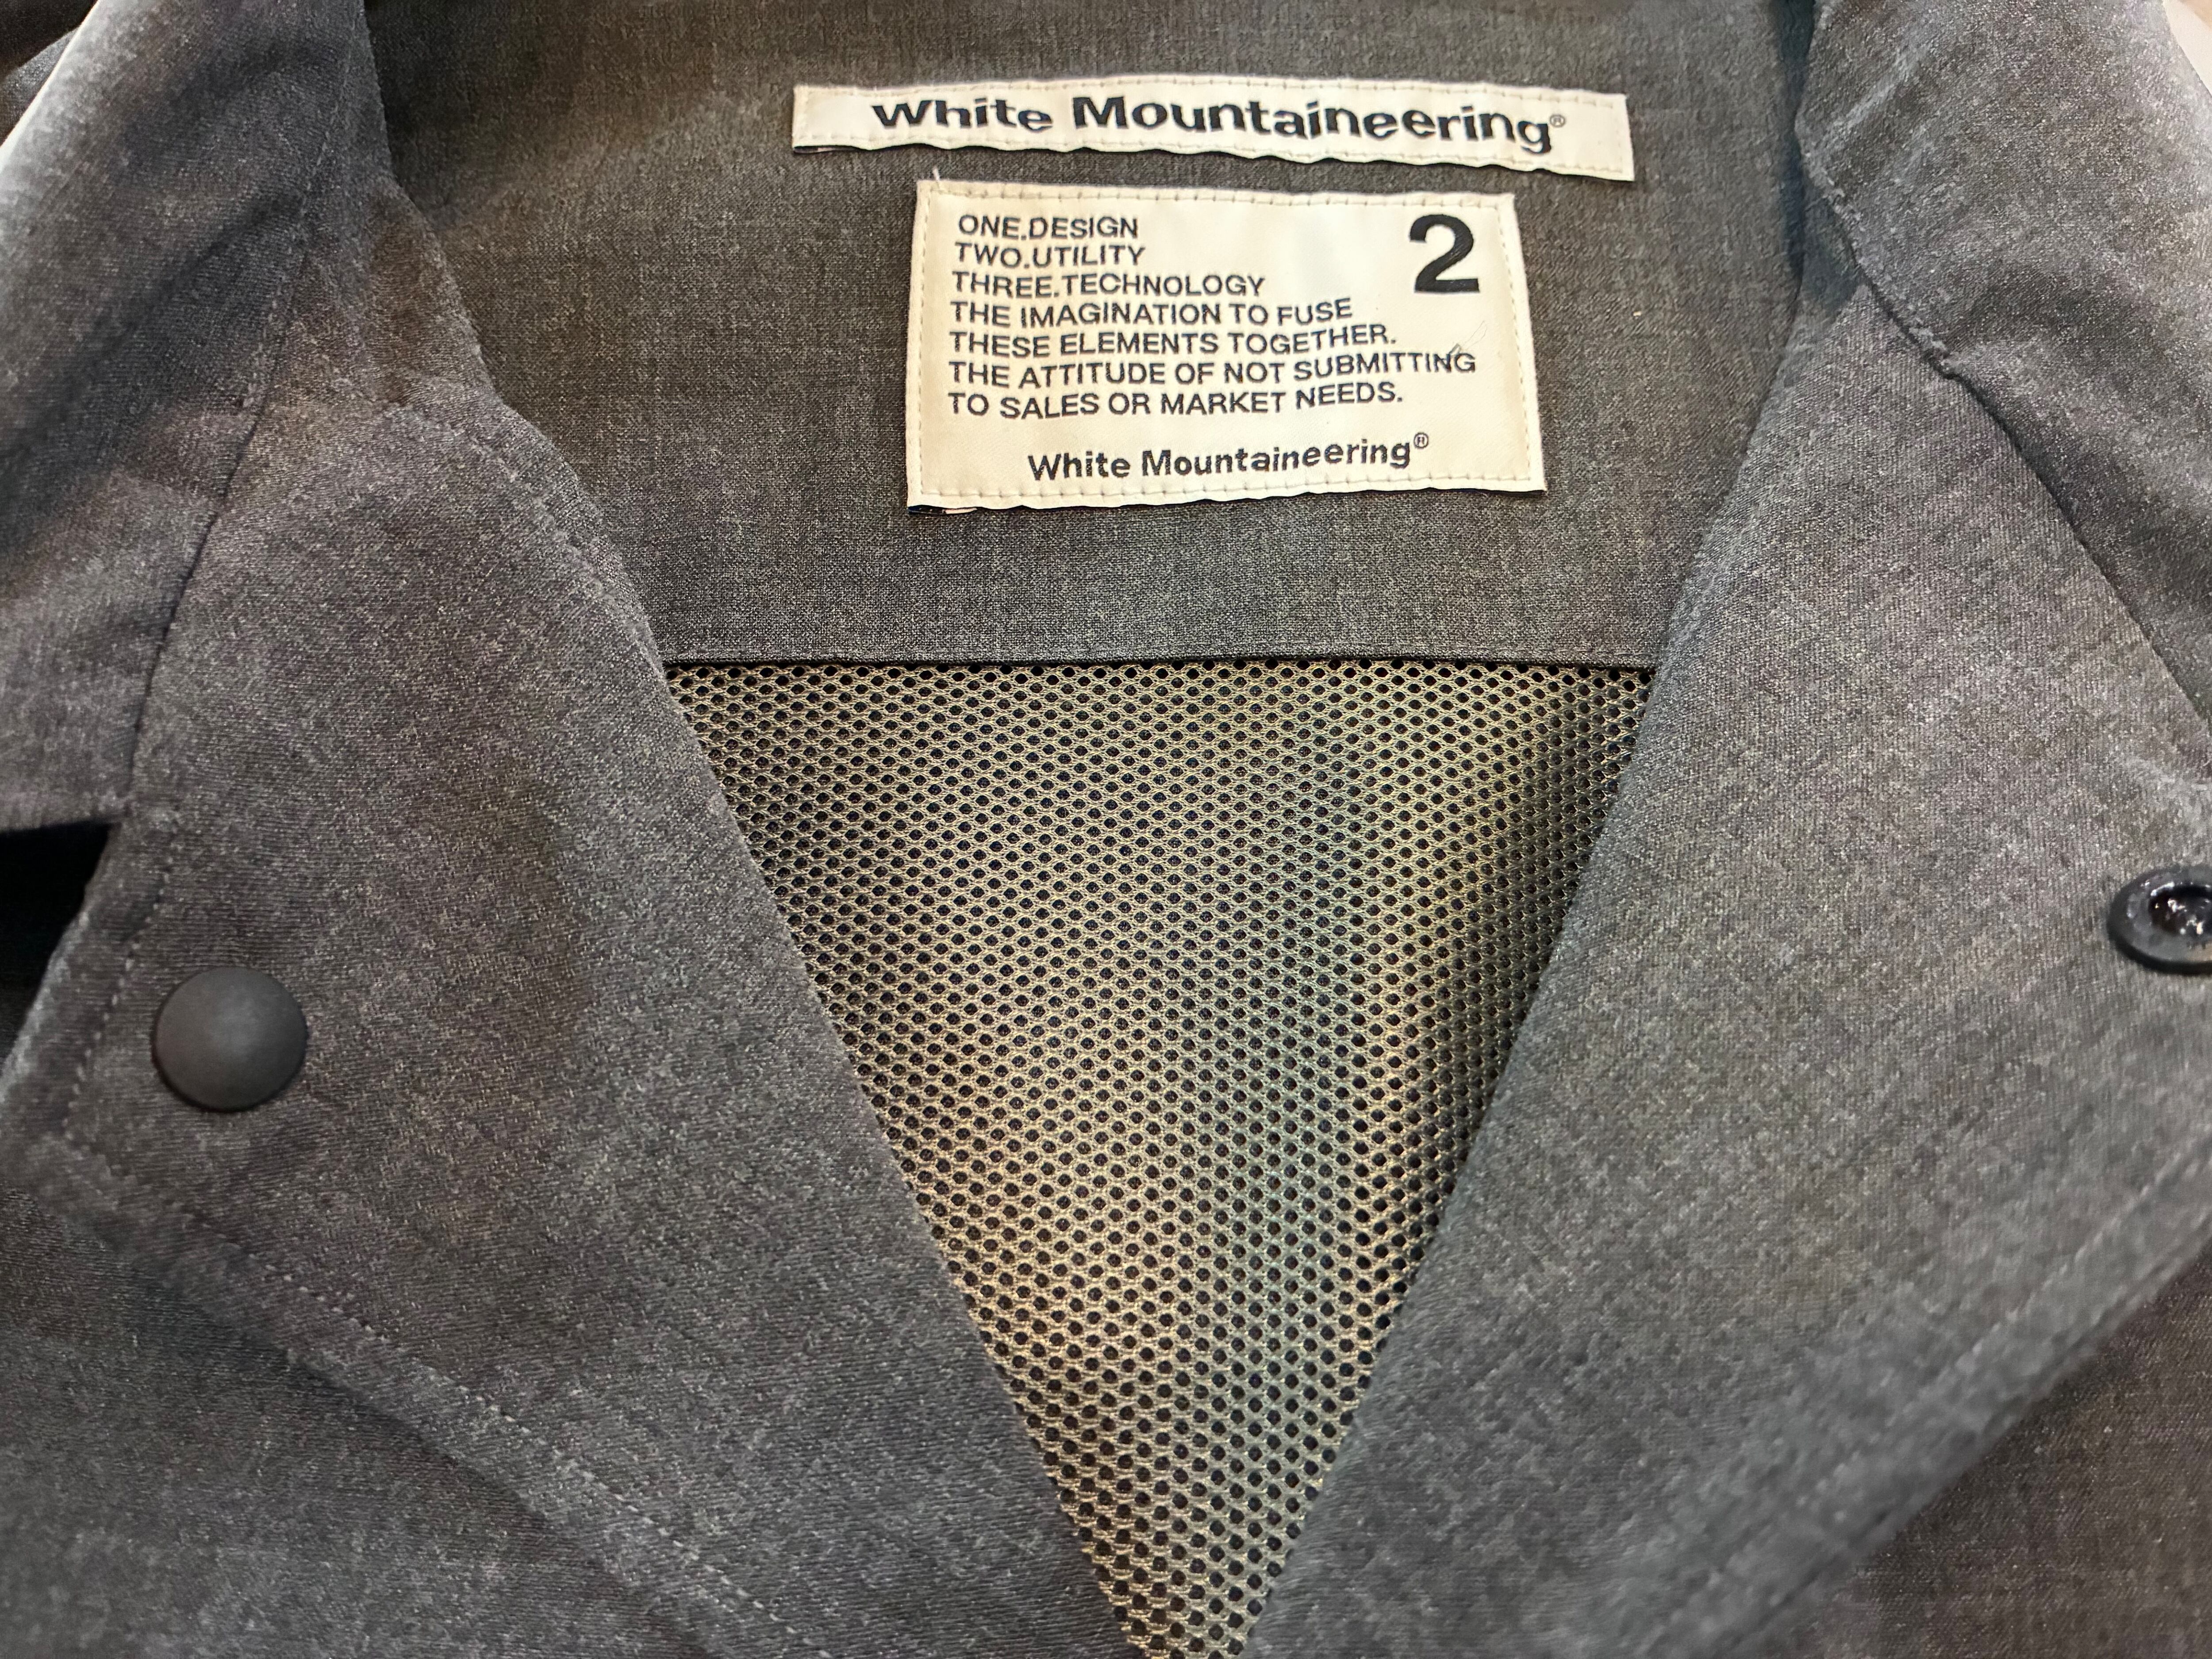 White Mountaineering®
2
ONE.DESIGN
TWO.UTILITY
THREE.TECHNOLOGY
THE IMAGINATION TO FUSE
THESE ELEMENTS TOGETHER.
THE ATTITUDE OF NOT SUBMITTING
TO SALES OR MARKET NEEDS.
White Mountaineering®